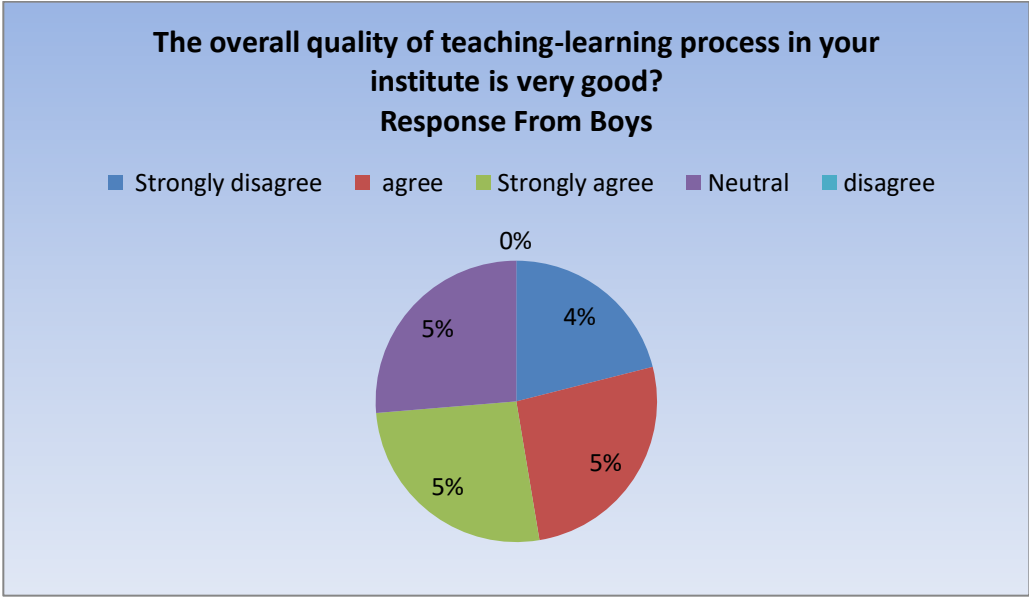 The overall quality of teaching-learning process in your
institute is very good?
Response From Boys
Strongly disagree agree Strongly agree Neutral disagree
0%
4%
5%
5%
5%